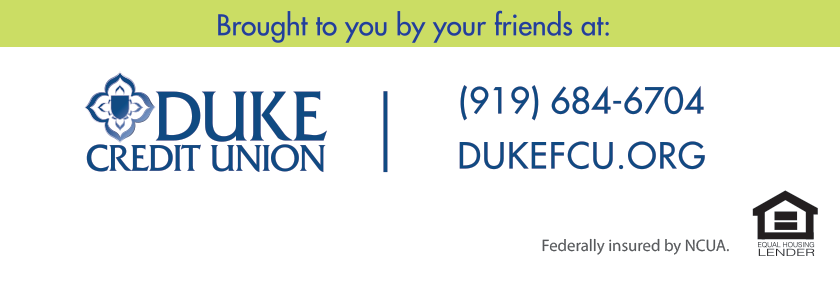 Brought to you by your friends at:
DUKE
CREDIT UNION
(919) 684-6704
DUKEFCU.ORG
Federally insured by NCUA.
EQUAL HOUSING
LENDER